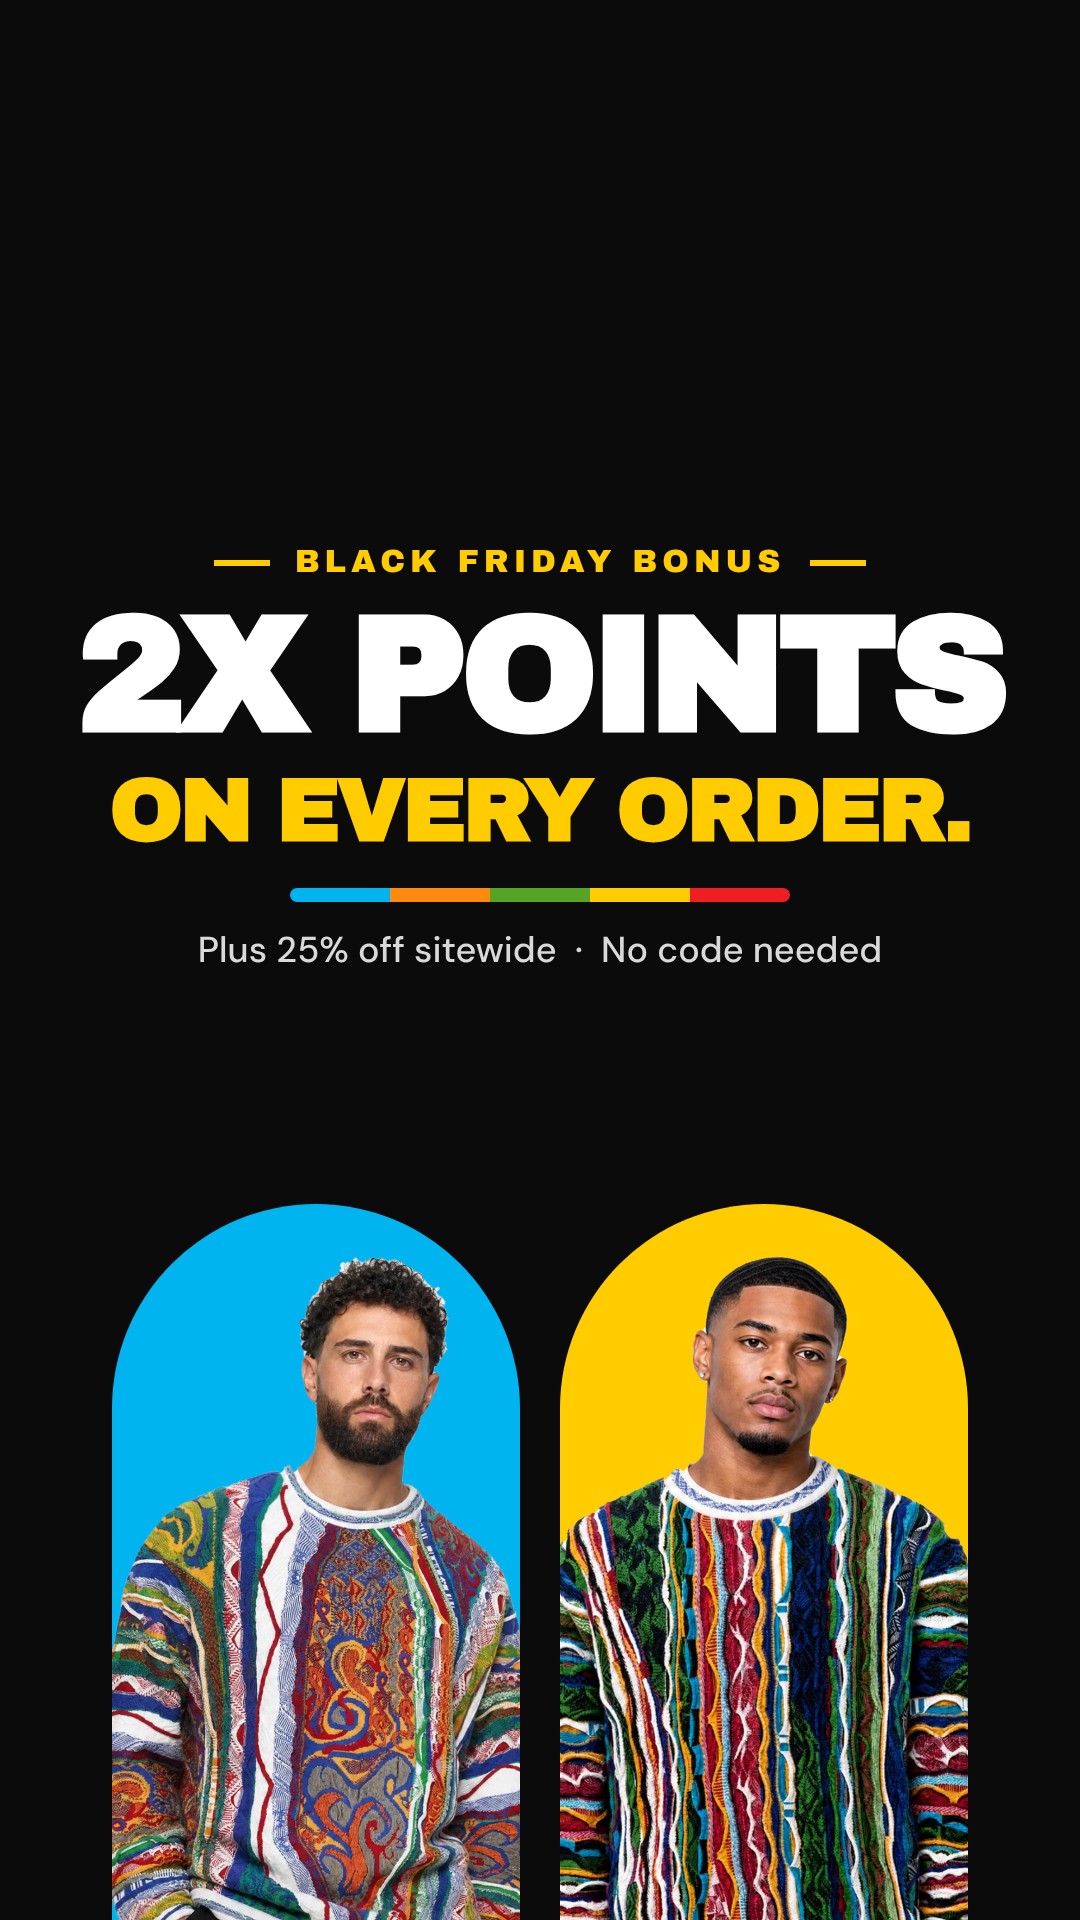 BLACK FRIDAY BONUS
2X POINTS
ON EVERY ORDER.
Plus 25% off sitewide · No code needed